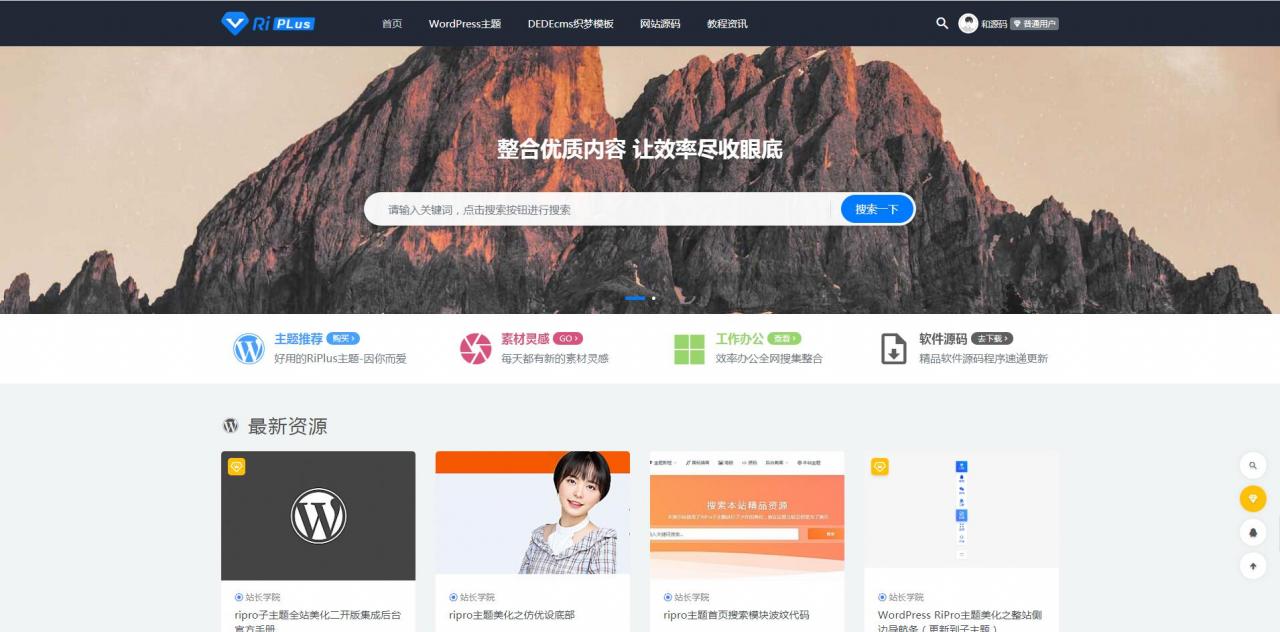 RiPLus
首页 WordPress主题 DEDEcms织梦模板 网站源码 教程资讯
和源码 普通用户
整合优质内容 让效率尽收眼底
请输入关键词，点击搜索按钮进行搜索
搜索一下
主题推荐 购买 ›
好用的RiPlus主题-因你而爱
素材灵感 GO ›
每天都有新的素材灵感
工作办公 查看 ›
效率办公全网搜集整合
软件源码 去下载 ›
精品软件源码程序速递更新
最新资源
搜索本站精品资源
站长学院
ripro子主题全站美化二开版集成后台
官方手册
站长学院
ripro主题美化之仿优设底部
站长学院
ripro主题首页搜索模块波纹代码
站长学院
WordPress RiPro主题美化之整站侧
边导航条（更新到子主题）